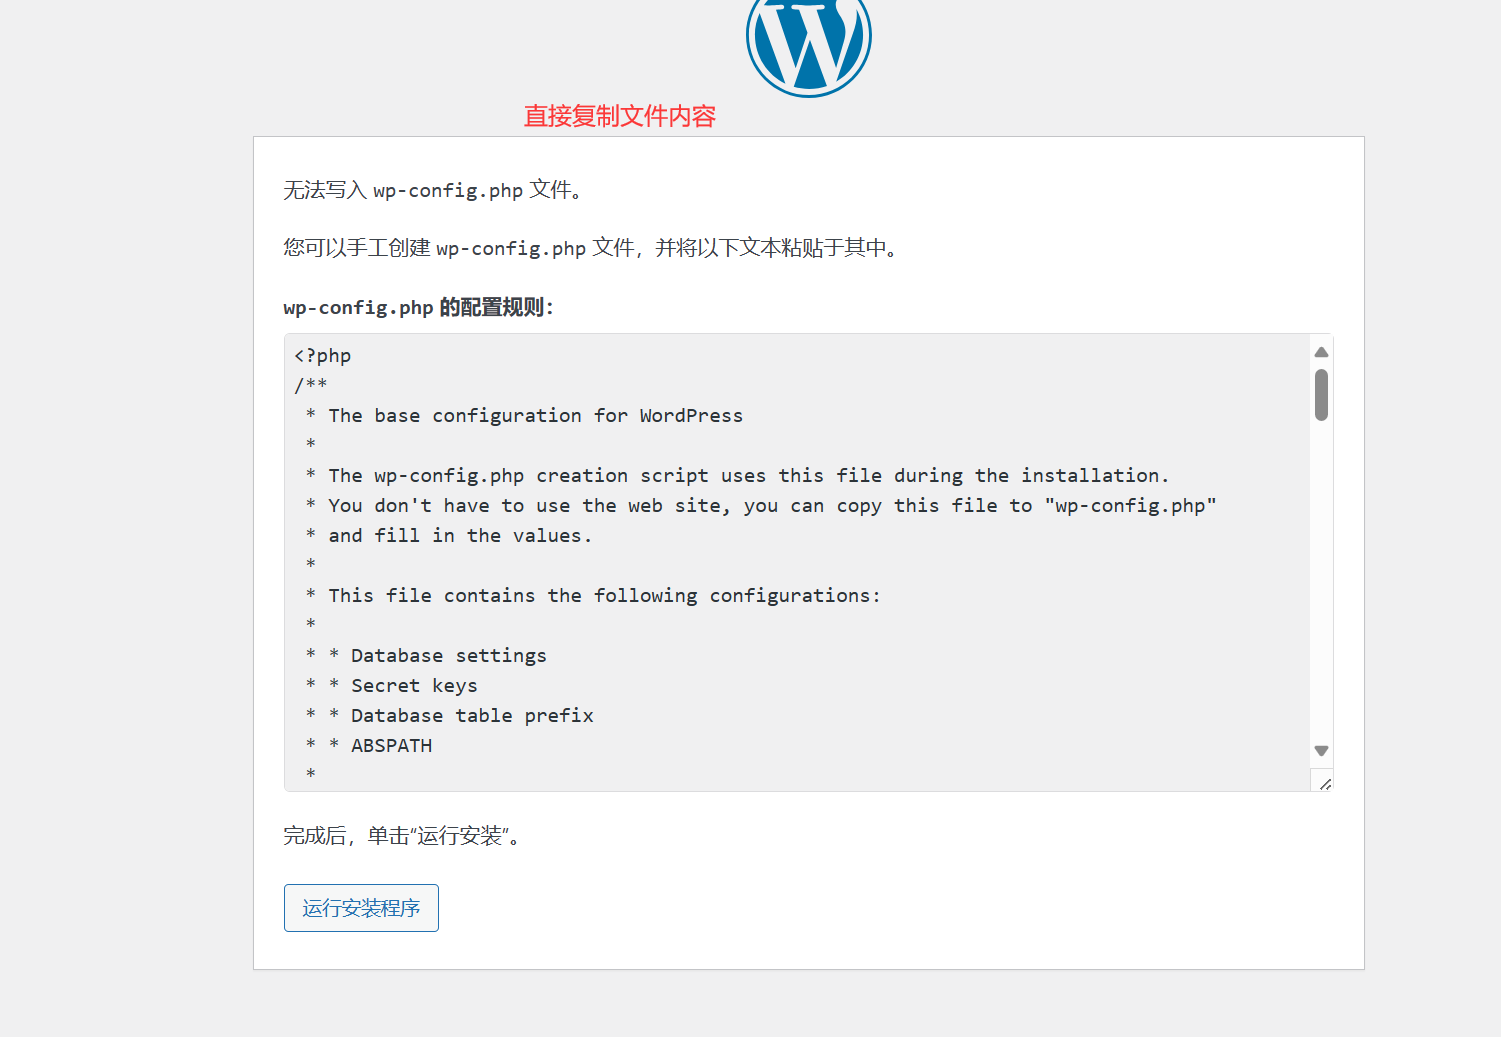 直接复制文件内容
无法写入 wp-config.php 文件。
您可以手工创建 wp-config.php 文件，并将以下文本粘贴于其中。
wp-config.php 的配置规则：
<?php
/**
 * The base configuration for WordPress
 *
 * The wp-config.php creation script uses this file during the installation.
 * You don't have to use the web site, you can copy this file to "wp-config.php"
 * and fill in the values.
 *
 * This file contains the following configurations:
 *
 * * Database settings
 * * Secret keys
 * * Database table prefix
 * * ABSPATH
 *
完成后，单击“运行安装”。
运行安装程序